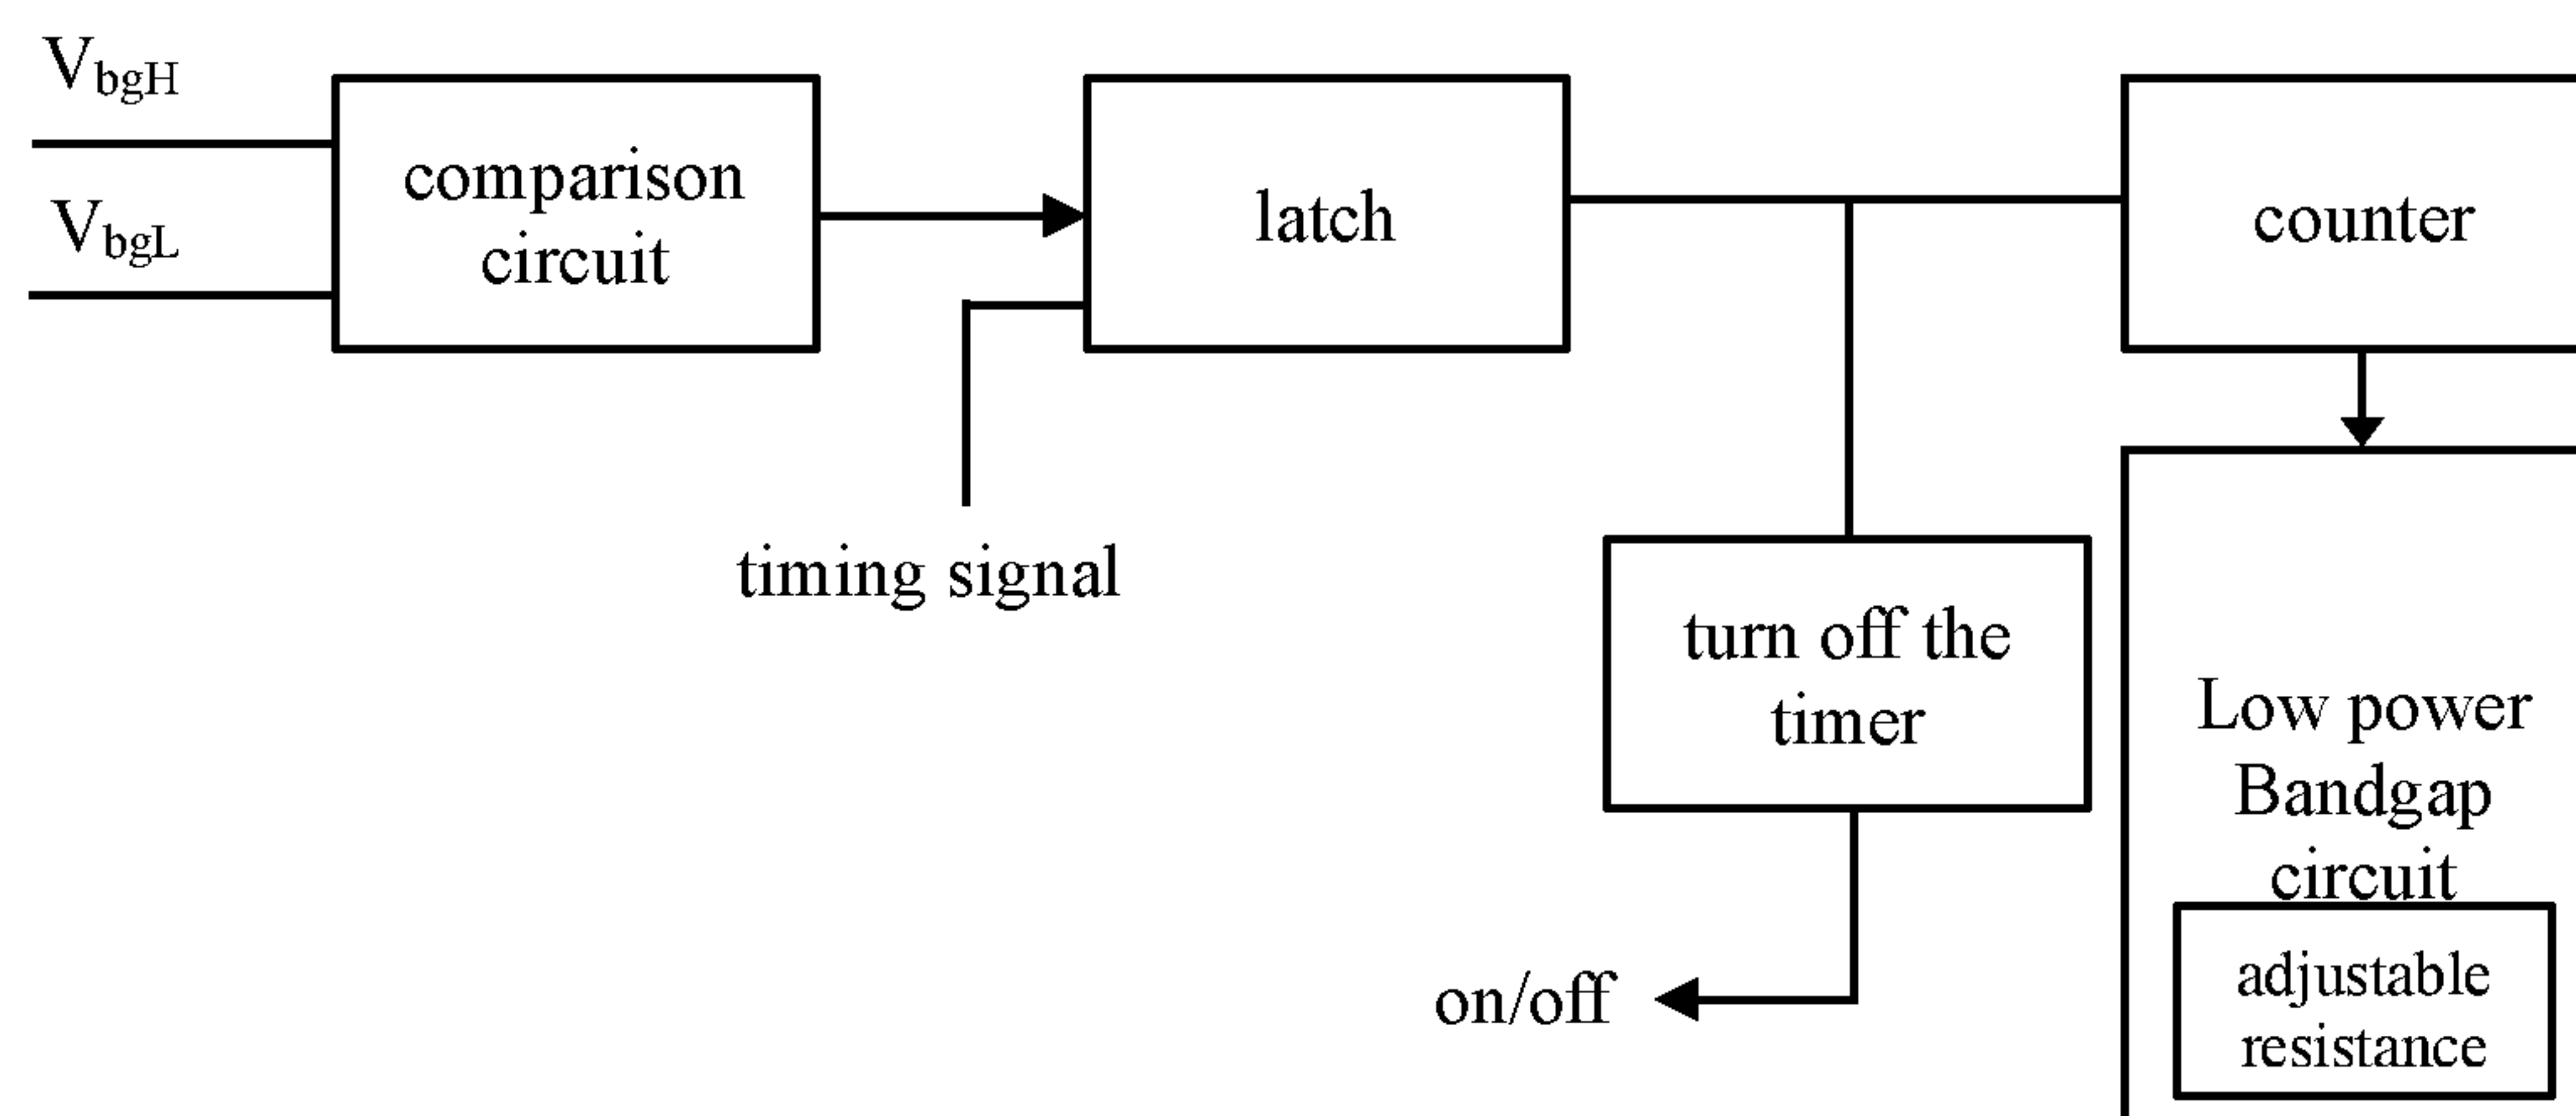 VbgH
VbgL
comparison
circuit
latch
counter
timing signal
turn off the
timer
on/off
Low power
Bandgap
circuit
adjustable
resistance